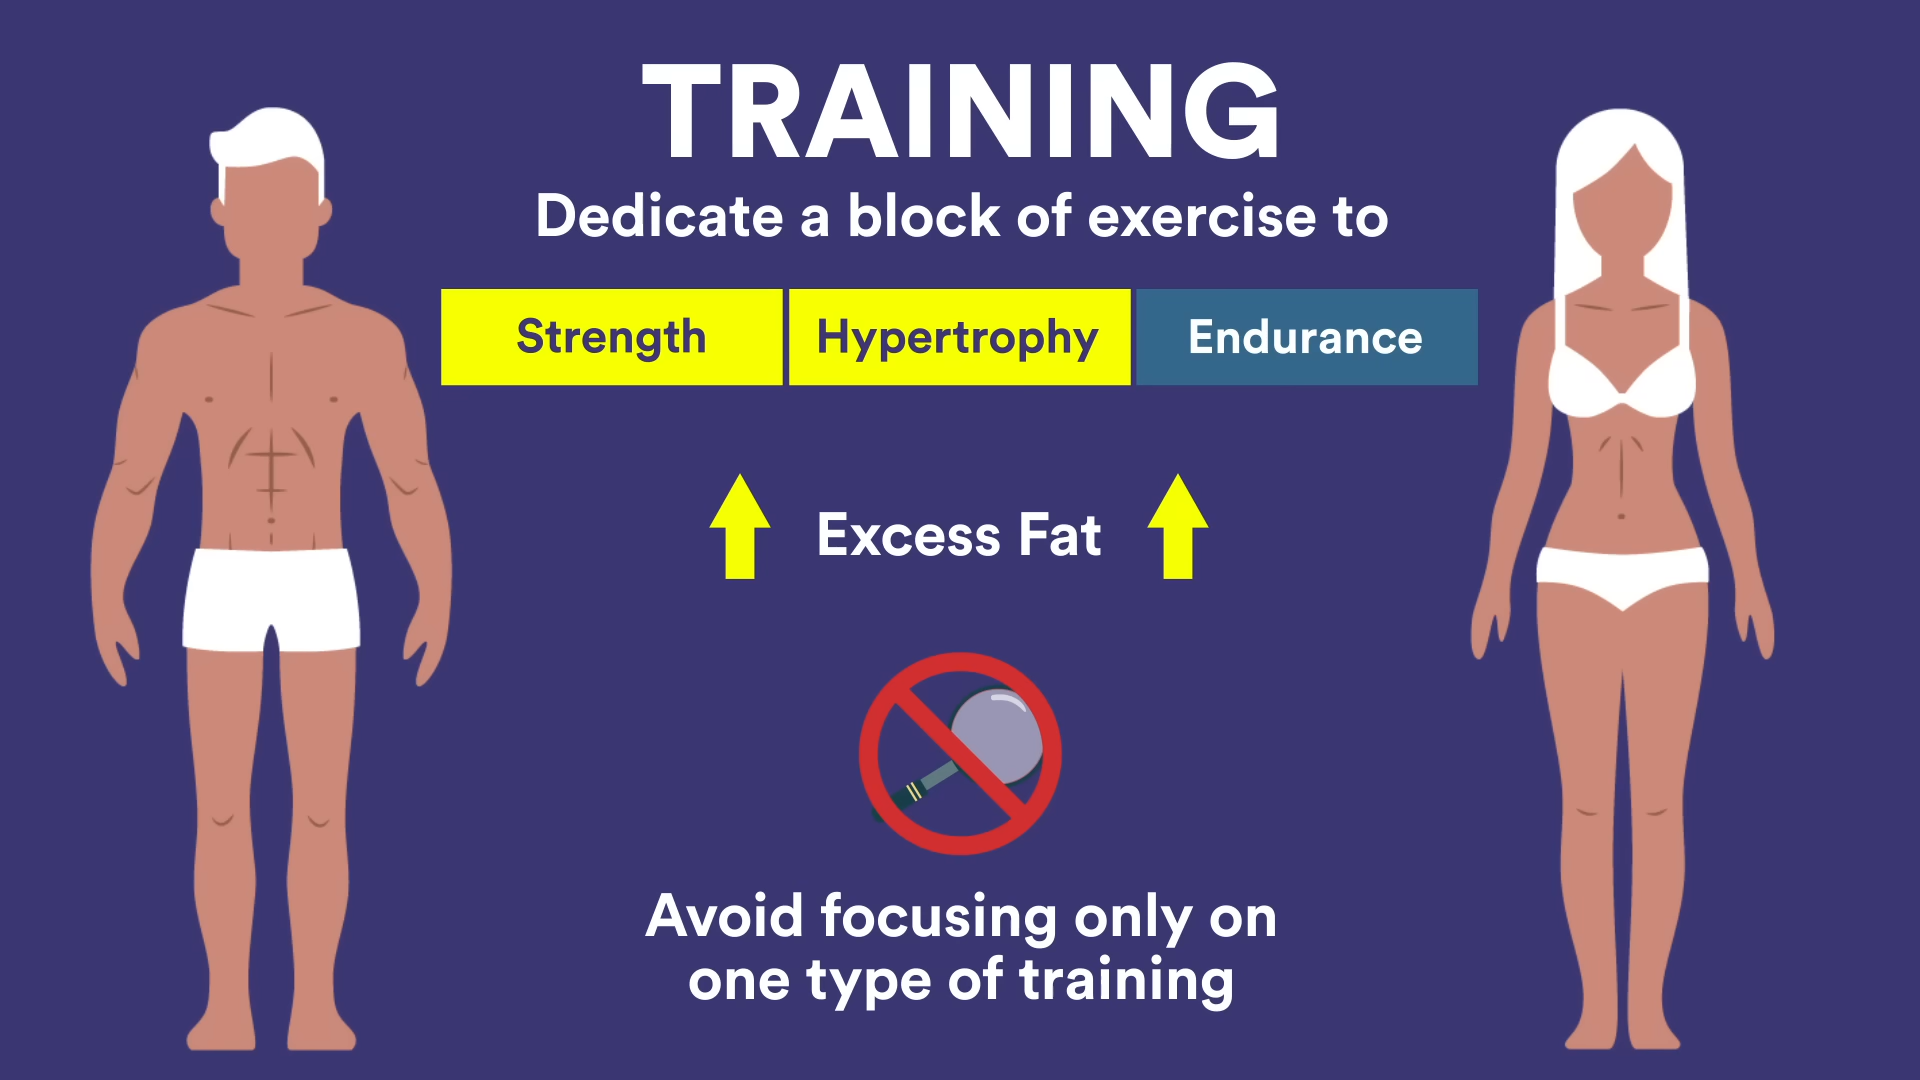 TRAINING
Dedicate a block of exercise to
Strength
Hypertrophy
Endurance
Excess Fat
Avoid focusing only on
one type of training